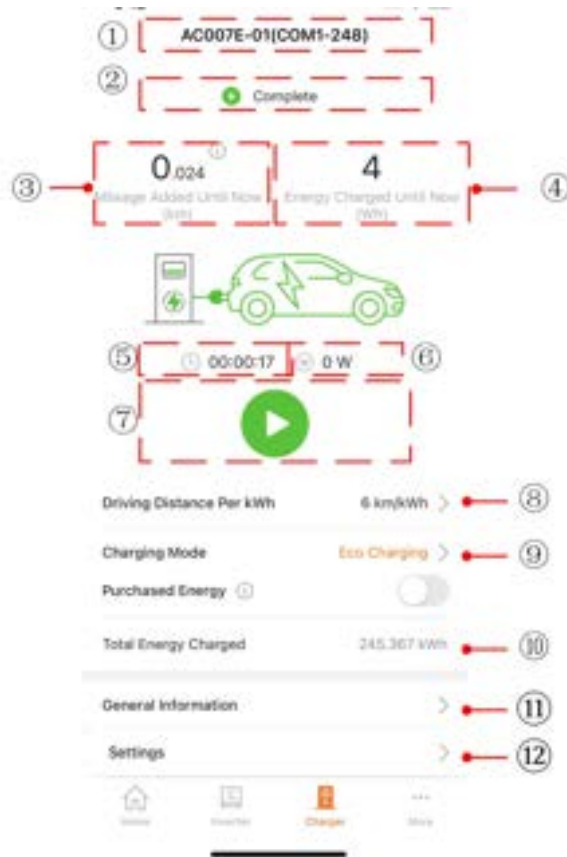 ① AC007E-01(COM1-248)
② Complete
0.024 4
③ Mileage Added Until Now Energy Charged Until Now ④
(km) (Wh)
⑤ 00:00:17 0 W ⑥
⑦
Driving Distance Per kWh 6 km/kWh > ⑧
Charging Mode Eco Charging > ⑨
Purchased Energy
Total Energy Charged 245.367 kWh ⑩
General Information > ⑪
Settings > ⑫
Home Inverter Charger More